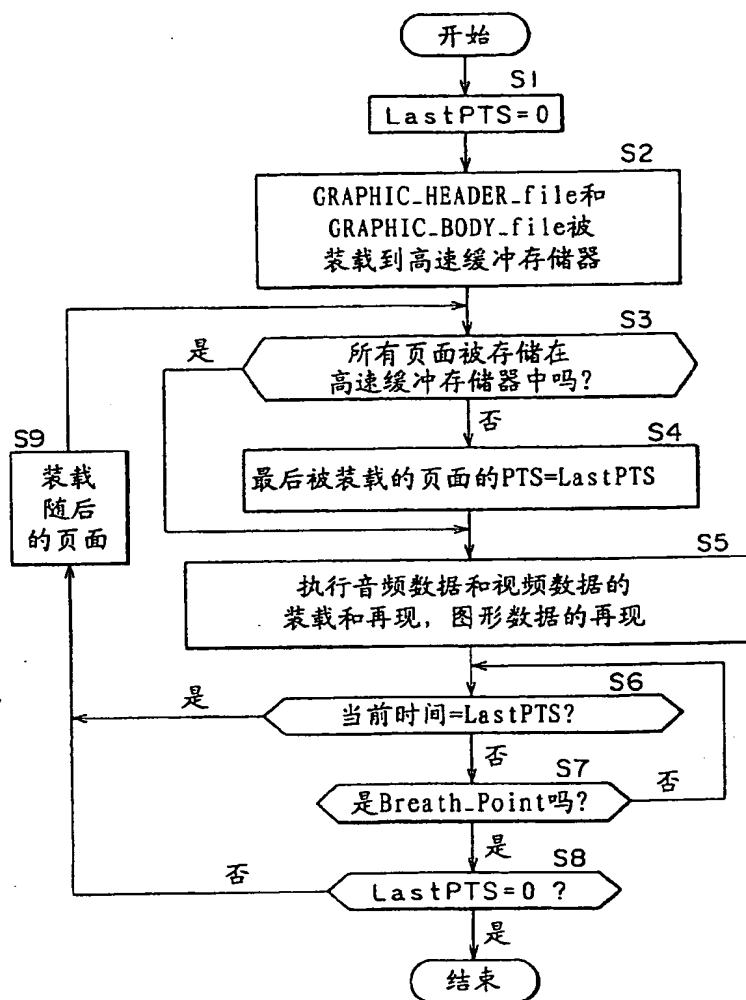 开始
S1
LastPTS=0
S2
GRAPHIC_HEADER_file和
GRAPHIC_BODY_file被
装载到高速缓冲存储器
S3
是
所有页面被存储在
高速缓冲存储器中吗?
否
S9
装载
随后
的页面
S4
最后被装载的页面的PTS=LastPTS
S5
执行音频数据和视频数据的
装载和再现, 图形数据的再现
S6
是
当前时间=LastPTS?
否
S7
否
是Breath_Point吗?
是
S8
否
LastPTS=0 ?
是
结束